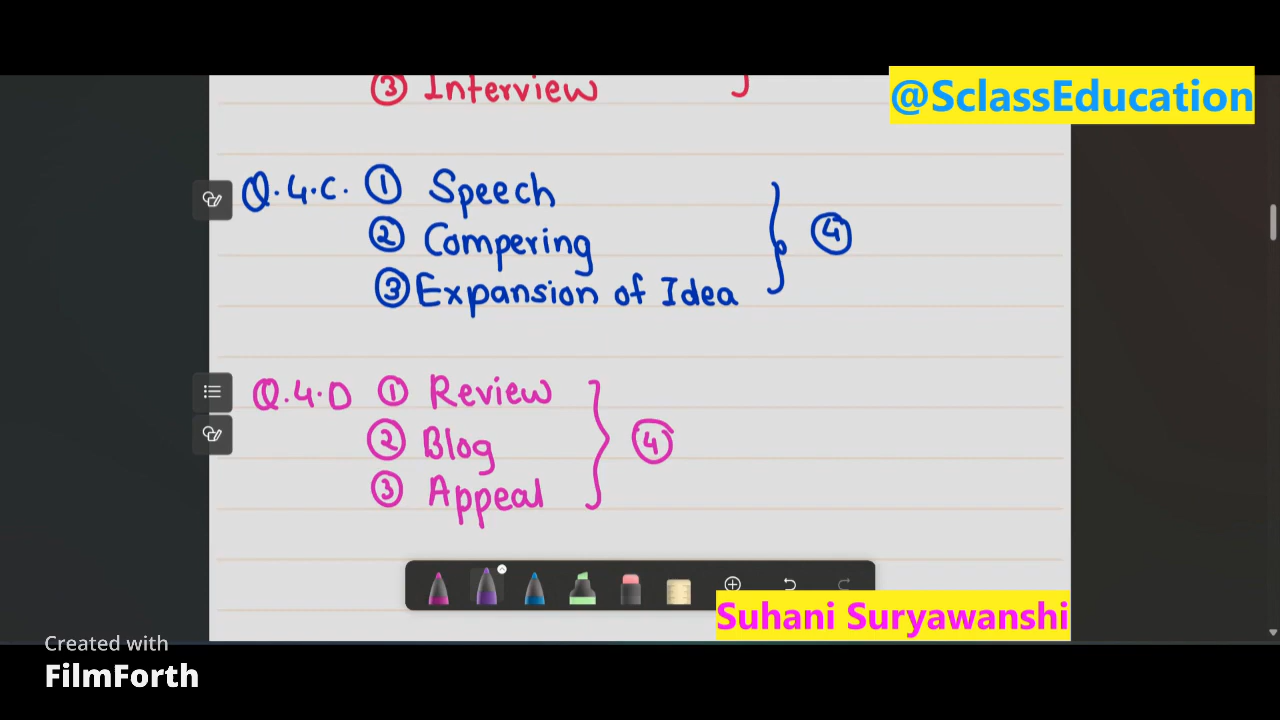 ③ Interview
@SclassEducation
Q.4.C. ① Speech
② Compering
④
③ Expansion of Idea
Q.4.D ① Review
② Blog
④
③ Appeal
Suhani Suryawanshi
Created with
FilmForth